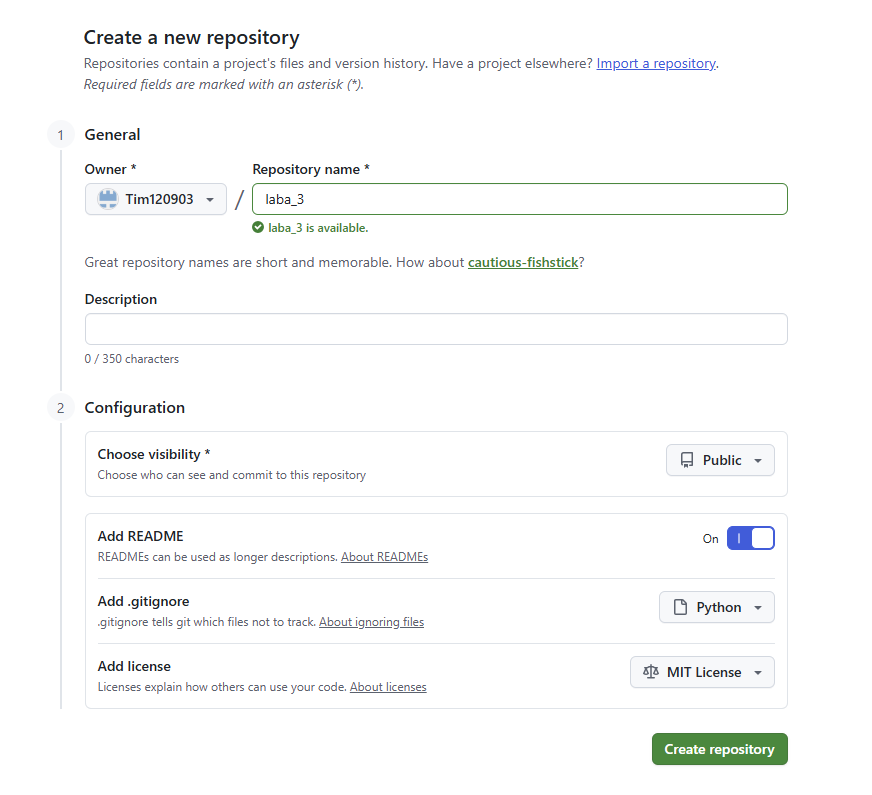 Create a new repository
Repositories contain a project's files and version history. Have a project elsewhere? Import a repository.
Required fields are marked with an asterisk (*).
1 General
Owner * Repository name *
Tim120903 / laba_3
laba_3 is available.
Great repository names are short and memorable. How about cautious-fishstick?
Description
0 / 350 characters
2 Configuration
Choose visibility *
Choose who can see and commit to this repository
Public
Add README
READMEs can be used as longer descriptions. About READMEs
On
Add .gitignore
.gitignore tells git which files not to track. About ignoring files
Python
Add license
Licenses explain how others can use your code. About licenses
MIT License
Create repository